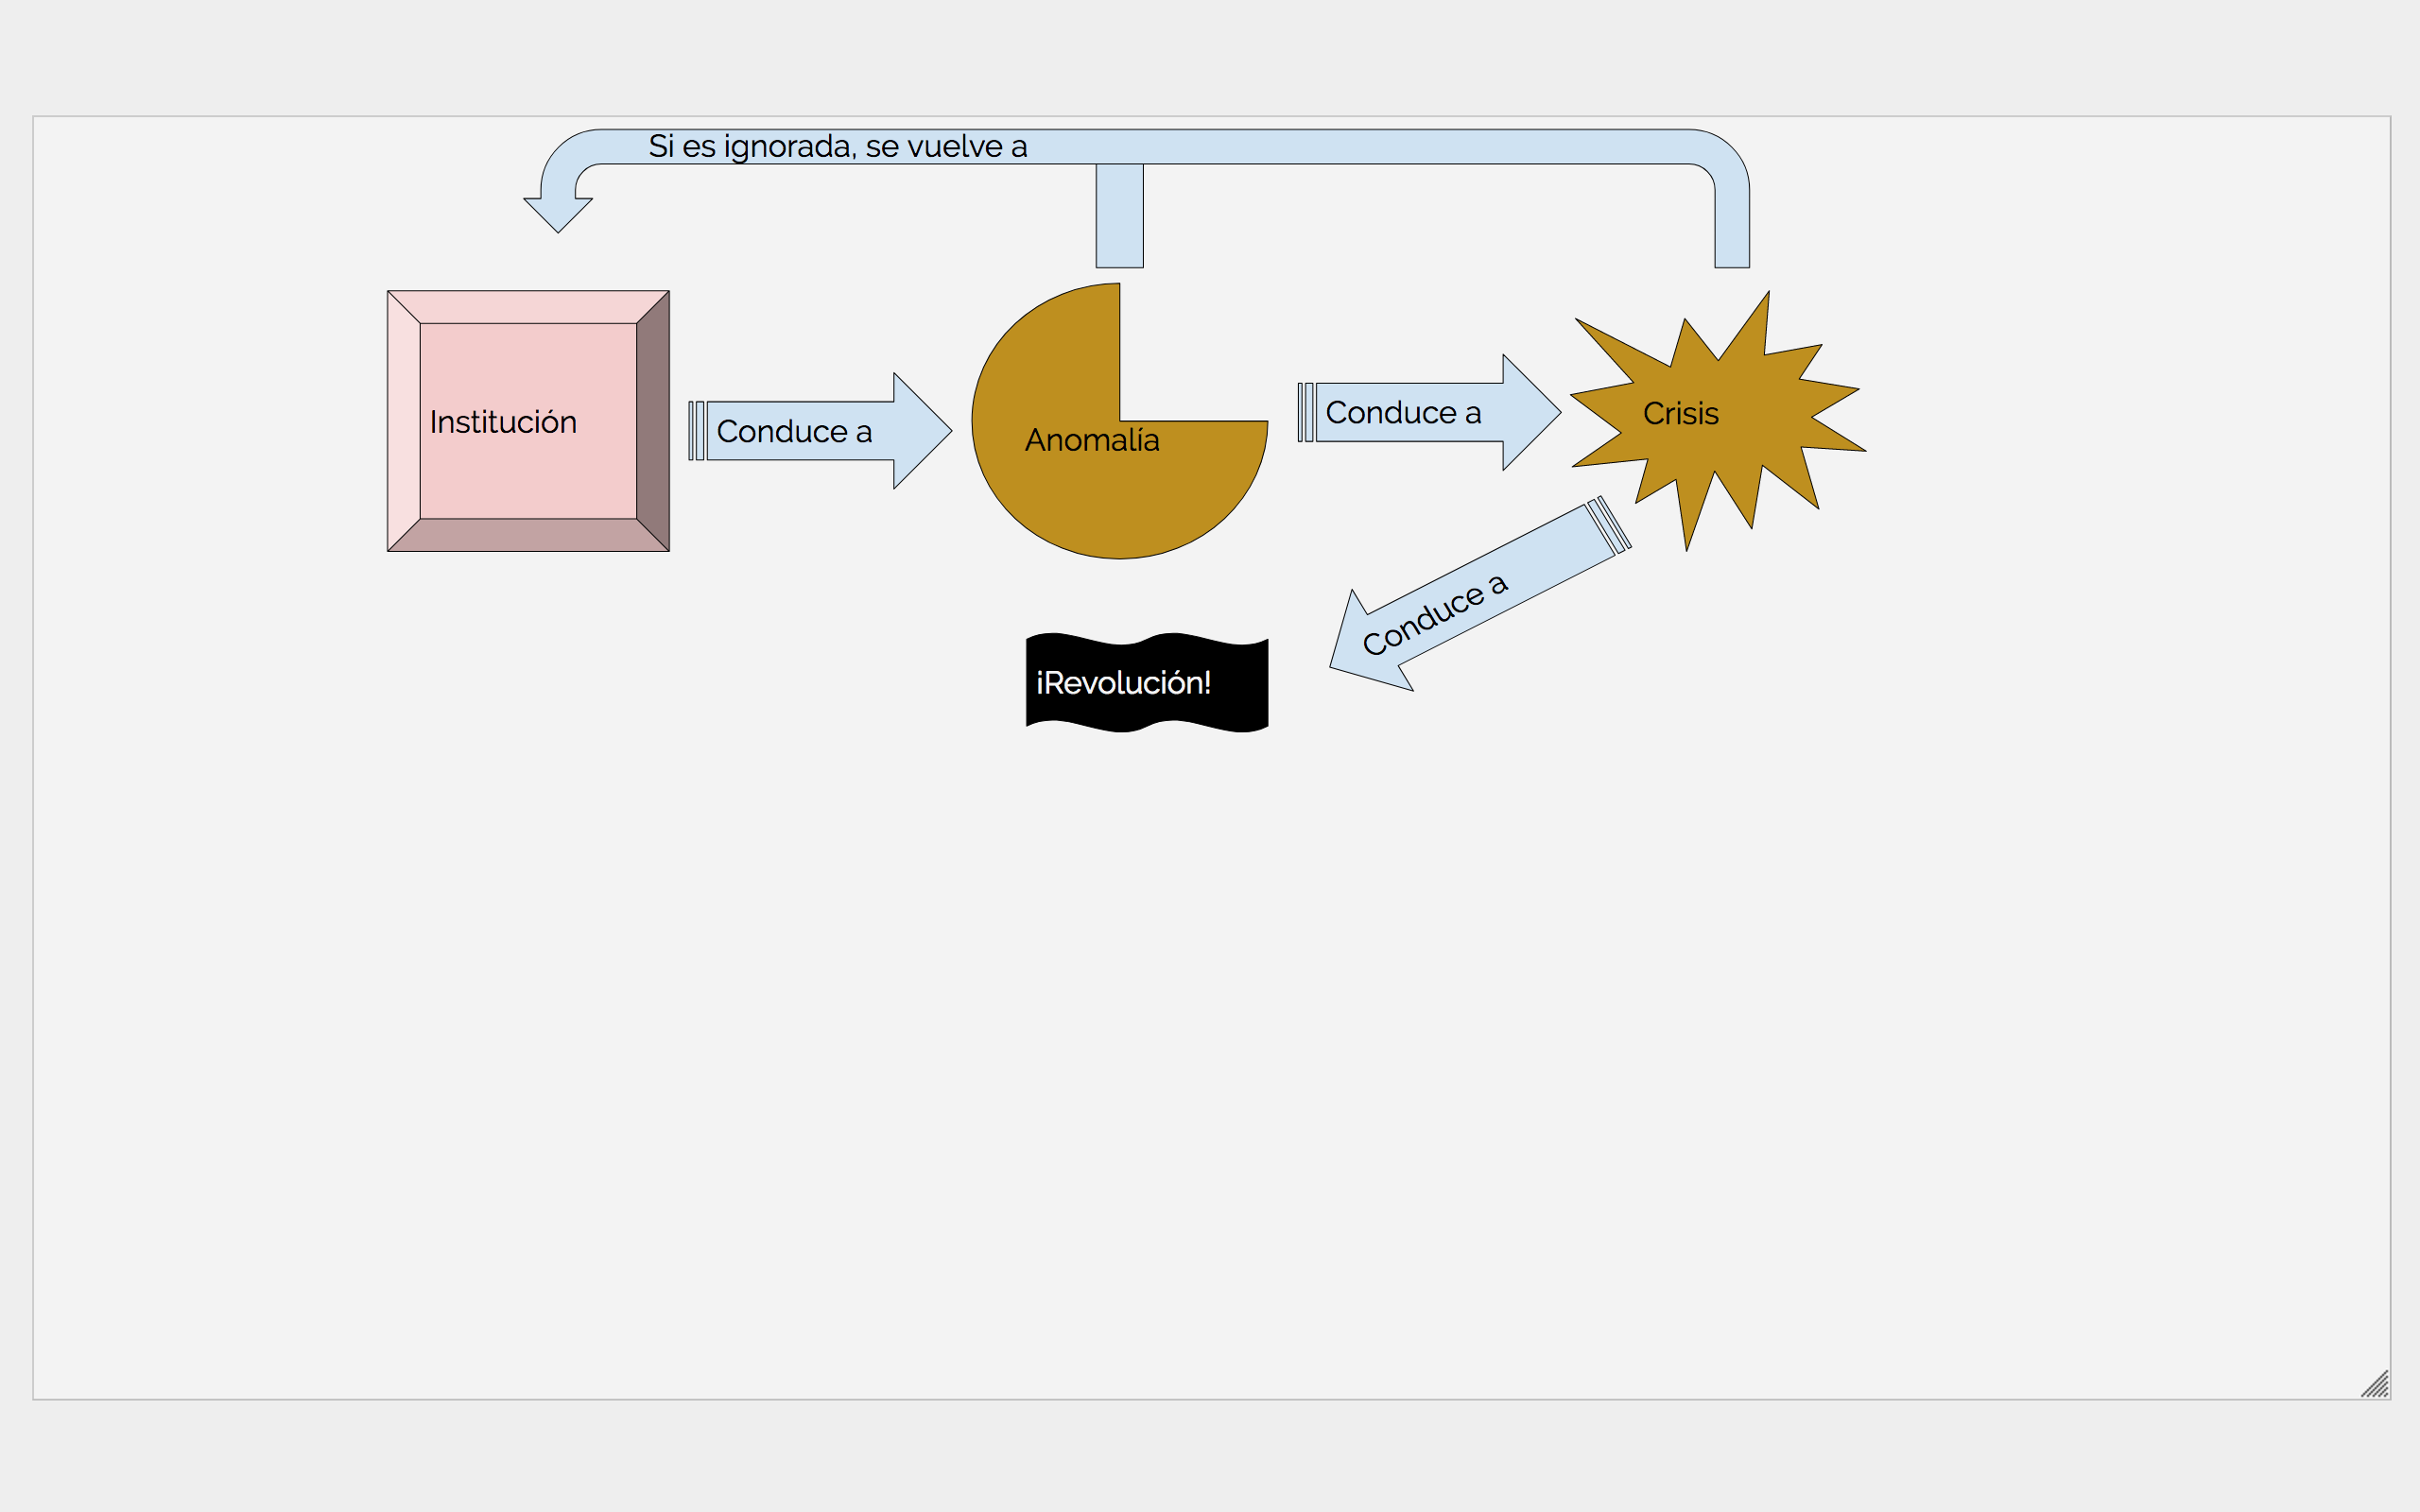 Si es ignorada, se vuelve a
Institución
Conduce a
Anomalía
Conduce a
Crisis
Conduce a
¡Revolución!